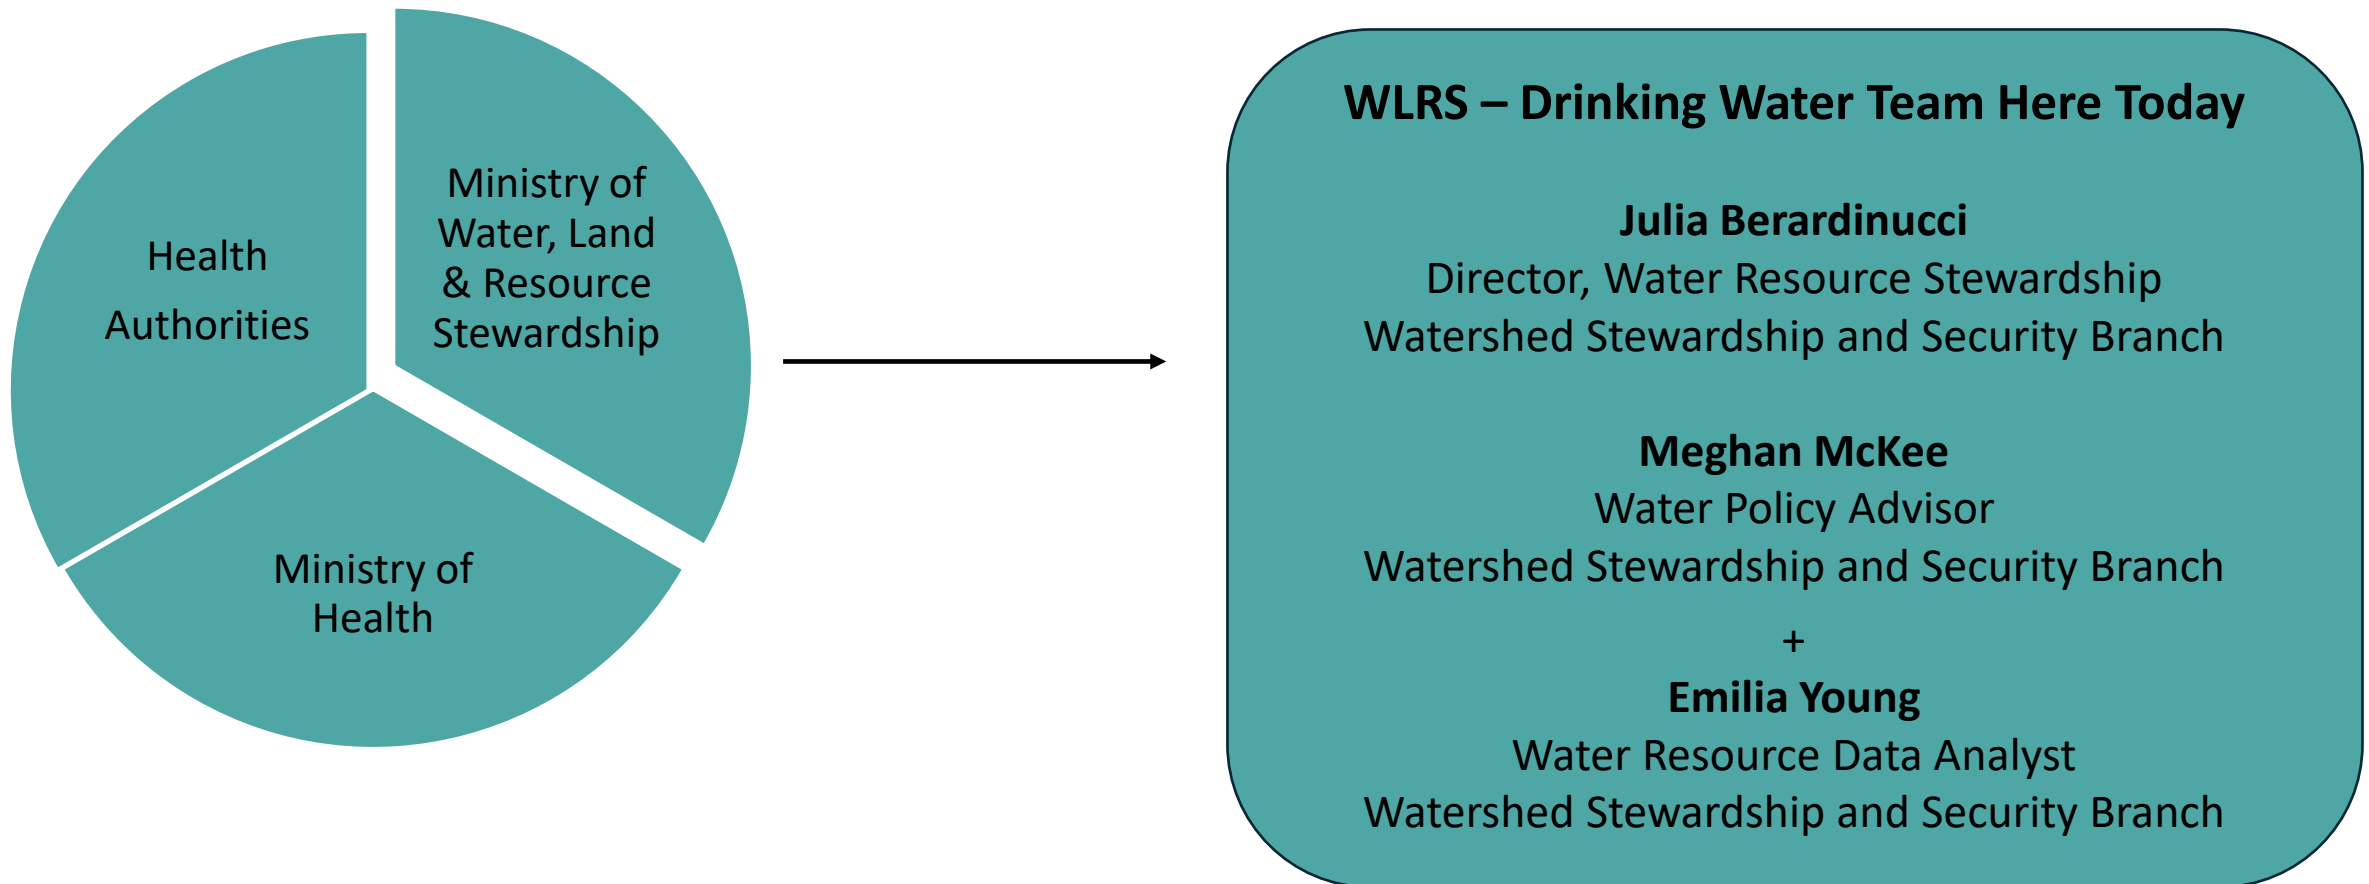 Health
Authorities
Ministry of
Water, Land
& Resource
Stewardship
Ministry of
Health
WLRS – Drinking Water Team Here Today
Julia Berardinucci
Director, Water Resource Stewardship
Watershed Stewardship and Security Branch
Meghan McKee
Water Policy Advisor
Watershed Stewardship and Security Branch
+
Emilia Young
Water Resource Data Analyst
Watershed Stewardship and Security Branch